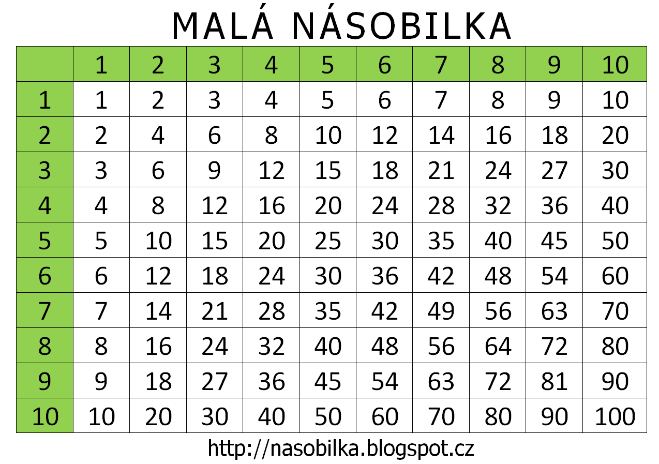 MALÁ NÁSOBILKA
1 2 3 4 5 6 7 8 9 10
1 1 2 3 4 5 6 7 8 9 10
2 2 4 6 8 10 12 14 16 18 20
3 3 6 9 12 15 18 21 24 27 30
4 4 8 12 16 20 24 28 32 36 40
5 5 10 15 20 25 30 35 40 45 50
6 6 12 18 24 30 36 42 48 54 60
7 7 14 21 28 35 42 49 56 63 70
8 8 16 24 32 40 48 56 64 72 80
9 9 18 27 36 45 54 63 72 81 90
10 10 20 30 40 50 60 70 80 90 100
http://nasobilka.blogspot.cz